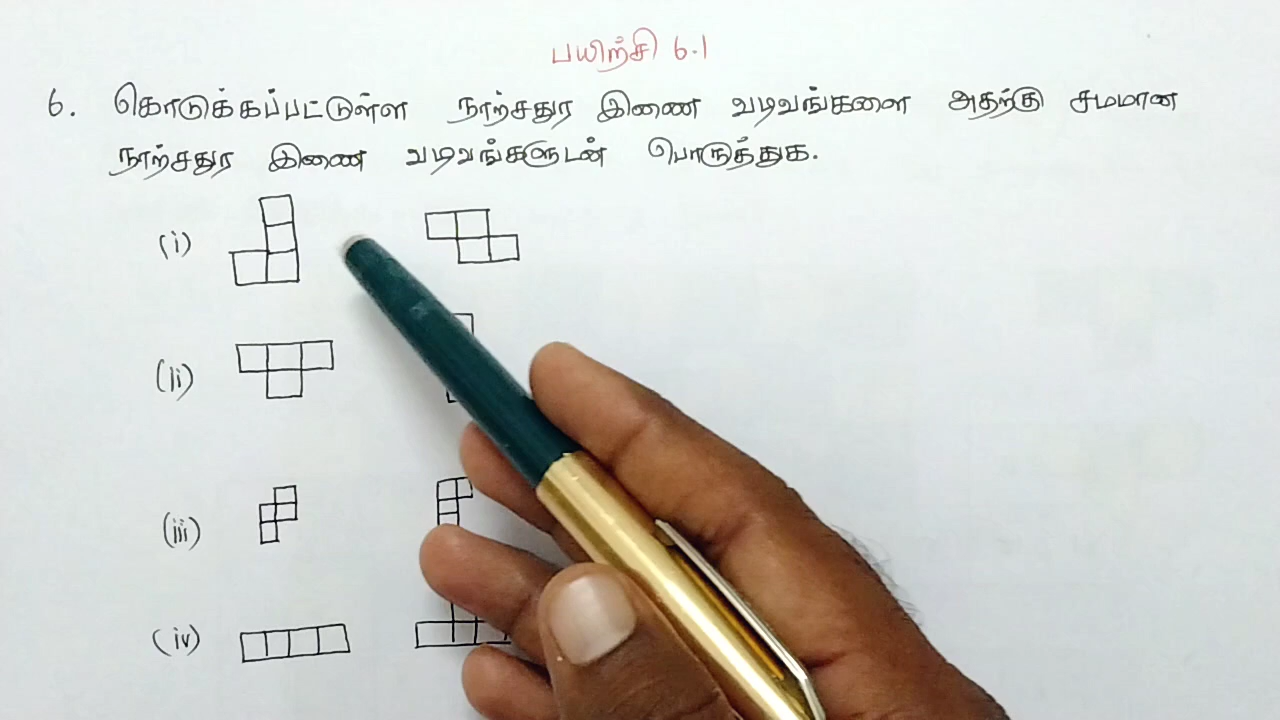 பயிற்சி 6.1
6. கொடுக்கப்பட்டுள்ள நாற்சதுர இணை வடிவங்களை அதற்கு சமமான
நாற்சதுர இணை வடிவங்களுடன் பொருத்துக.
(i)
(ii)
(iii)
(iv)